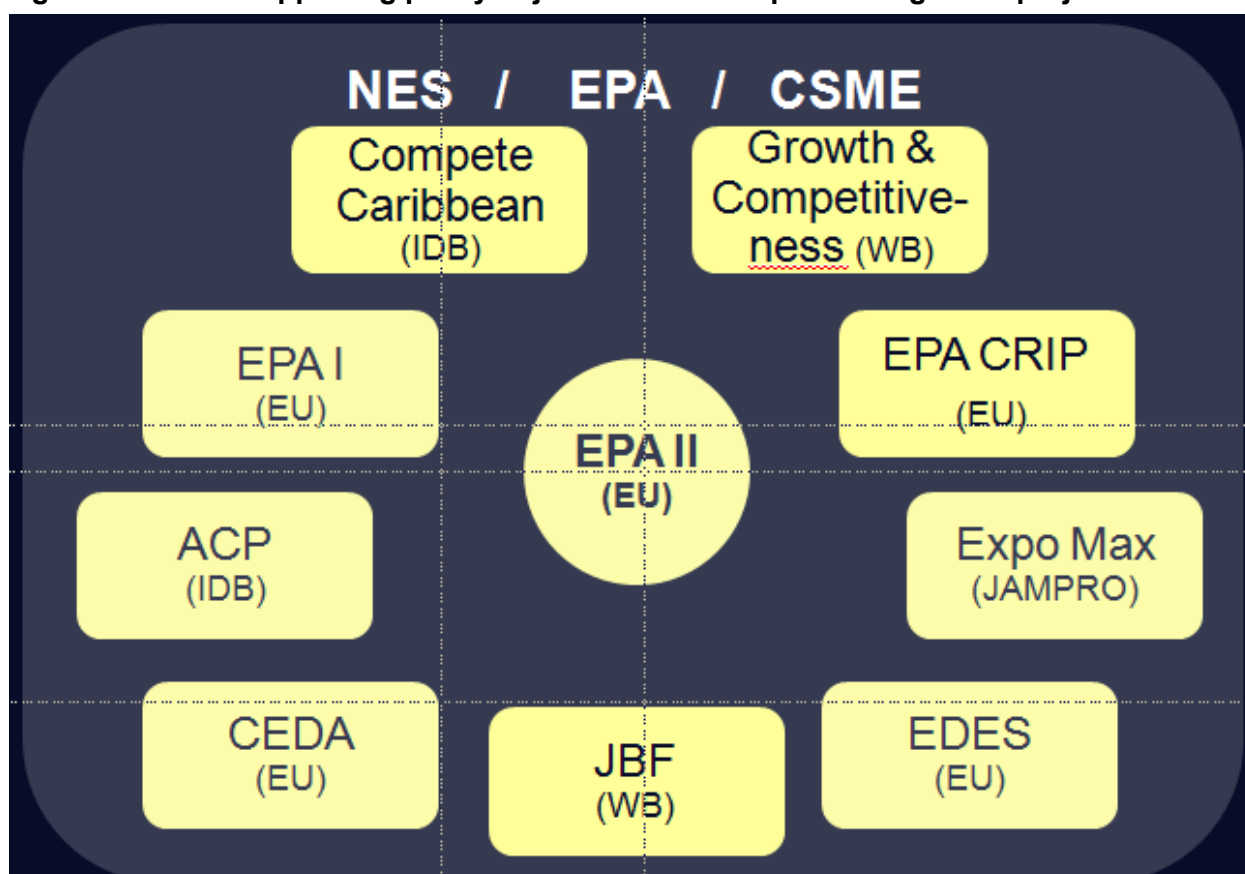 NES / EPA / CSME
Compete
Caribbean
(IDB)
Growth &
Competitive-
ness (WB)
EPA I
(EU)
EPA CRIP
(EU)
EPA II
(EU)
ACP
(IDB)
Expo Max
(JAMPRO)
CEDA
(EU)
JBF
(WB)
EDES
(EU)